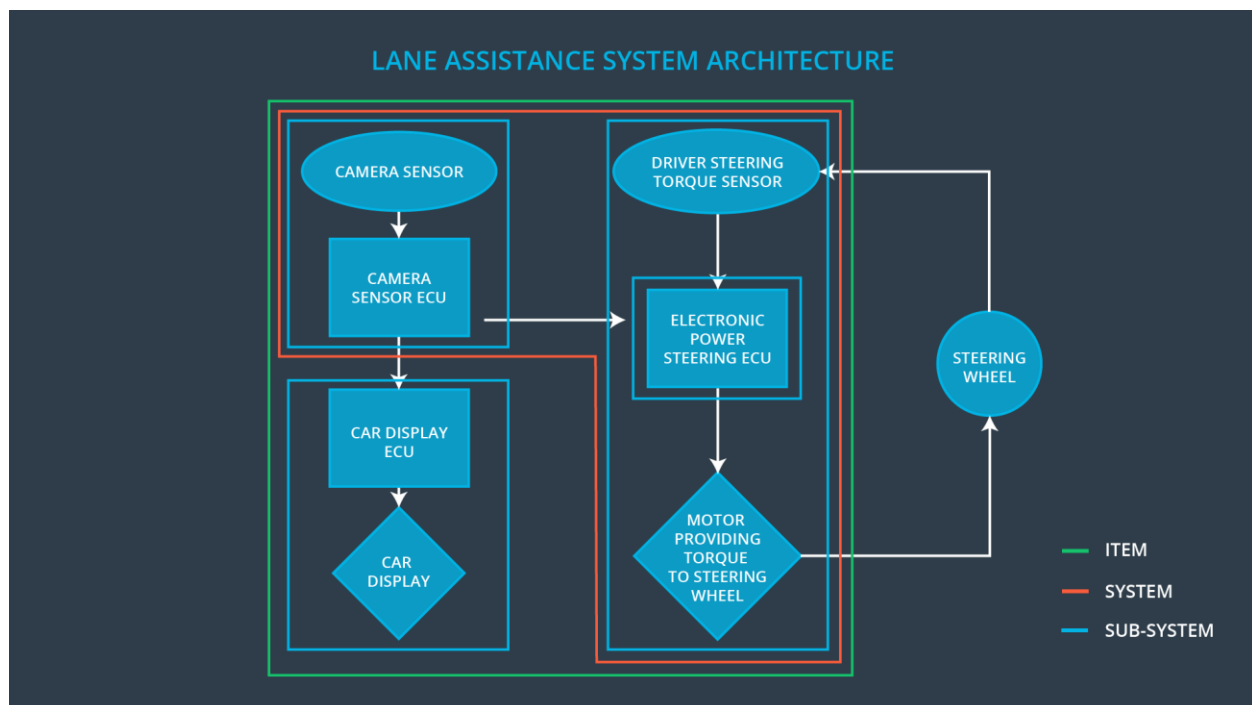 LANE ASSISTANCE SYSTEM ARCHITECTURE
CAMERA SENSOR
CAMERA
SENSOR ECU
CAR DISPLAY
ECU
CAR
DISPLAY
DRIVER STEERING
TORQUE SENSOR
ELECTRONIC
POWER
STEERING ECU
MOTOR
PROVIDING
TORQUE
TO STEERING
WHEEL
STEERING
WHEEL
ITEM
SYSTEM
SUB-SYSTEM